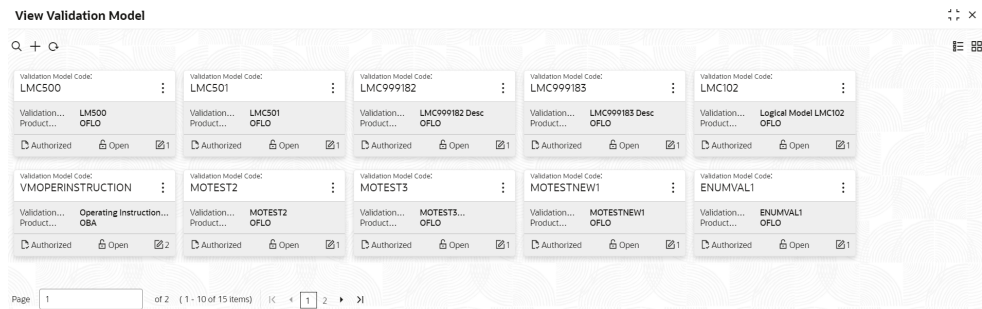 View Validation Model
Validation Model Code:
LMC500
Validation... LM500
Product... OFLO
Authorized Open 1
Validation Model Code:
LMC501
Validation... LMC501
Product... OFLO
Authorized Open 1
Validation Model Code:
LMC999182
Validation... LMC999182 Desc
Product... OFLO
Authorized Open 1
Validation Model Code:
LMC999183
Validation... LMC999183 Desc
Product... OFLO
Authorized Open 1
Validation Model Code:
LMC102
Validation... Logical Model LMC102
Product... OFLO
Authorized Open 1
Validation Model Code:
VMOPERINSTRUCTION
Validation... Operating Instruction...
Product... OBA
Authorized Open 2
Validation Model Code:
MOTEST2
Validation... MOTEST2
Product... OFLO
Authorized Open 1
Validation Model Code:
MOTEST3
Validation... MOTEST3...
Product... OFLO
Authorized Open 1
Validation Model Code:
MOTESTNEW1
Validation... MOTESTNEW1
Product... OFLO
Authorized Open 1
Validation Model Code:
ENUMVAL1
Validation... ENUMVAL1
Product... OFLO
Authorized Open 1
Page 1 of 2 ( 1 - 10 of 15 items) 1 2